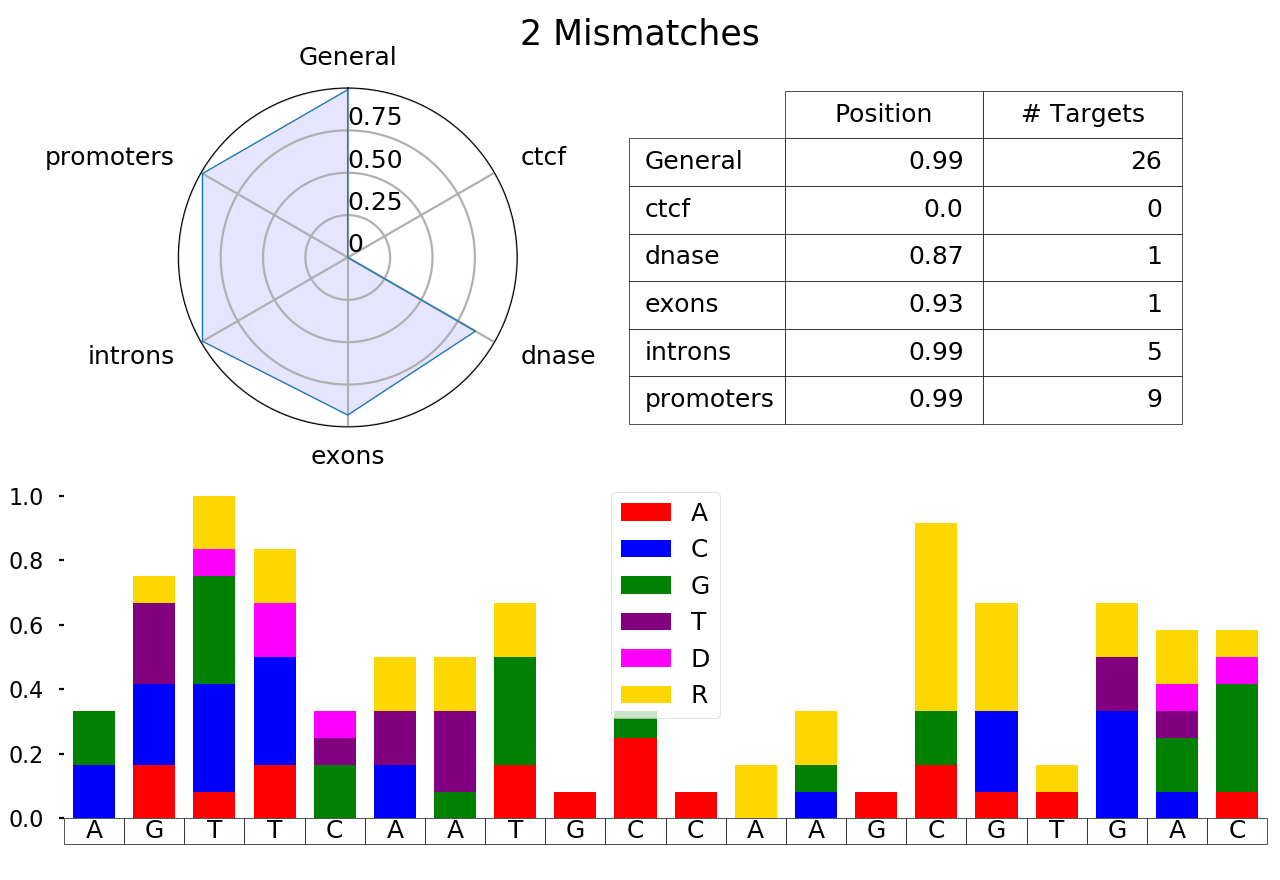 2 Mismatches
General
promoters
ctcf
introns
dnase
exons
0.75
0.50
0.25
0
Position # Targets
General 0.99 26
ctcf 0.0 0
dnase 0.87 1
exons 0.93 1
introns 0.99 5
promoters 0.99 9
1.0
0.8
0.6
0.4
0.2
0.0
A
C
G
T
D
R
A G T T C A A T G C C A A G C G T G A C